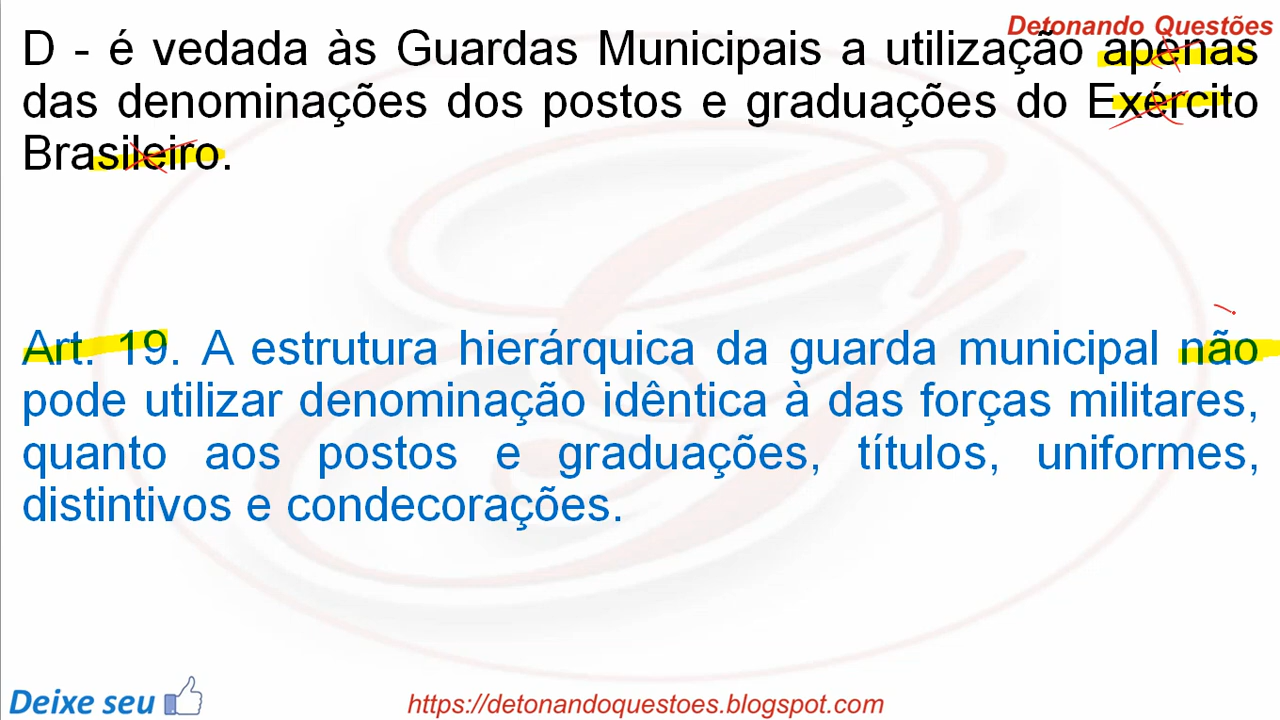 Detonando Questões
D - é vedada às Guardas Municipais a utilização apenas
das denominações dos postos e graduações do Exército
Brasileiro.
Art. 19. A estrutura hierárquica da guarda municipal não
pode utilizar denominação idêntica à das forças militares,
quanto aos postos e graduações, títulos, uniformes,
distintivos e condecorações.
Deixe seu
https://detonandoquestoes.blogspot.com